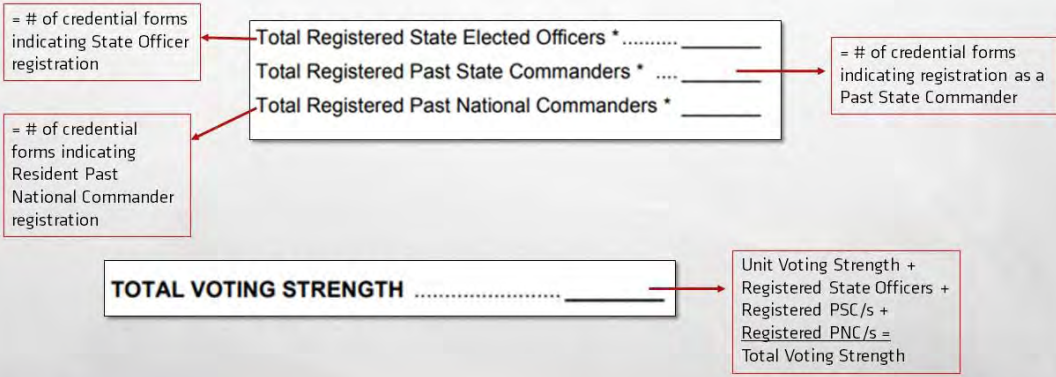 = # of credential forms
indicating State Officer
registration
Total Registered State Elected Officers * .......... ________
Total Registered Past State Commanders * .... ________
Total Registered Past National Commanders * ________
= # of credential forms
indicating registration as a
Past State Commander
= # of credential
forms indicating
Resident Past
National Commander
registration
TOTAL VOTING STRENGTH ........................ _________
Unit Voting Strength +
Registered State Officers +
Registered PSC/s +
Registered PNC/s =
Total Voting Strength